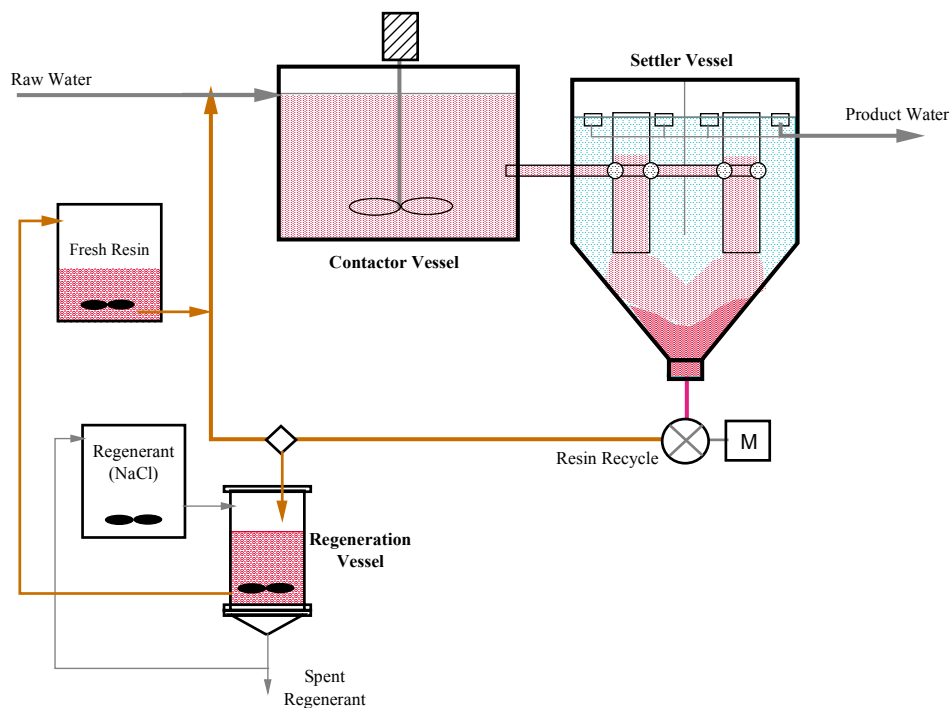 Raw Water
Settler Vessel
Product Water
Fresh Resin
Contactor Vessel
Regenerant
(NaCl)
Resin Recycle
M
Regeneration
Vessel
Spent
Regenerant